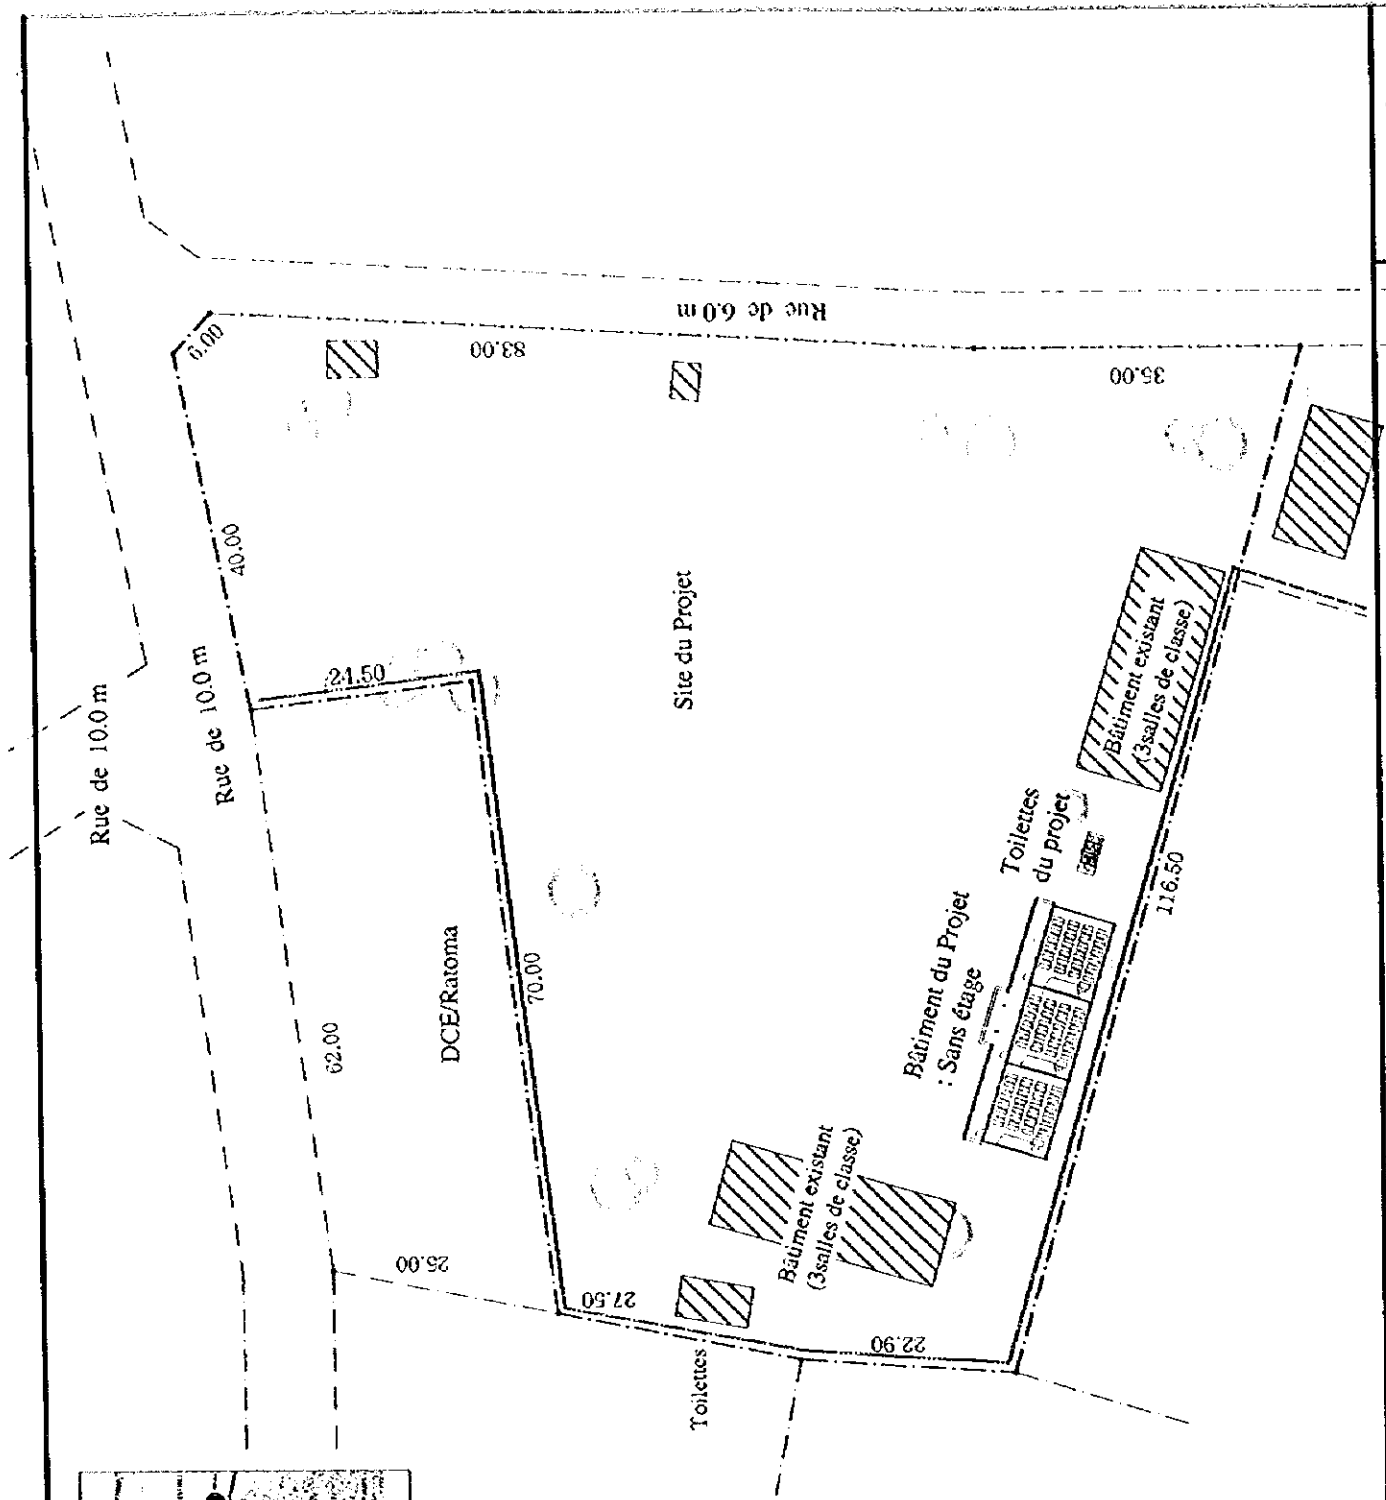 Rue de 10.0 m
Rue de 10.0 m
Rue de 6.0 m
6.00
83.00
35.00
40.00
21.50
Site du Projet
DCE/Ratoma
70.00
62.00
25.00
27.50
22.90
Toilettes
Bâtiment existant
(3salles de classe)
Bâtiment du Projet
: Sans étage
Toilettes
du projet
Bâtiment existant
(3salles de classe)
116.50